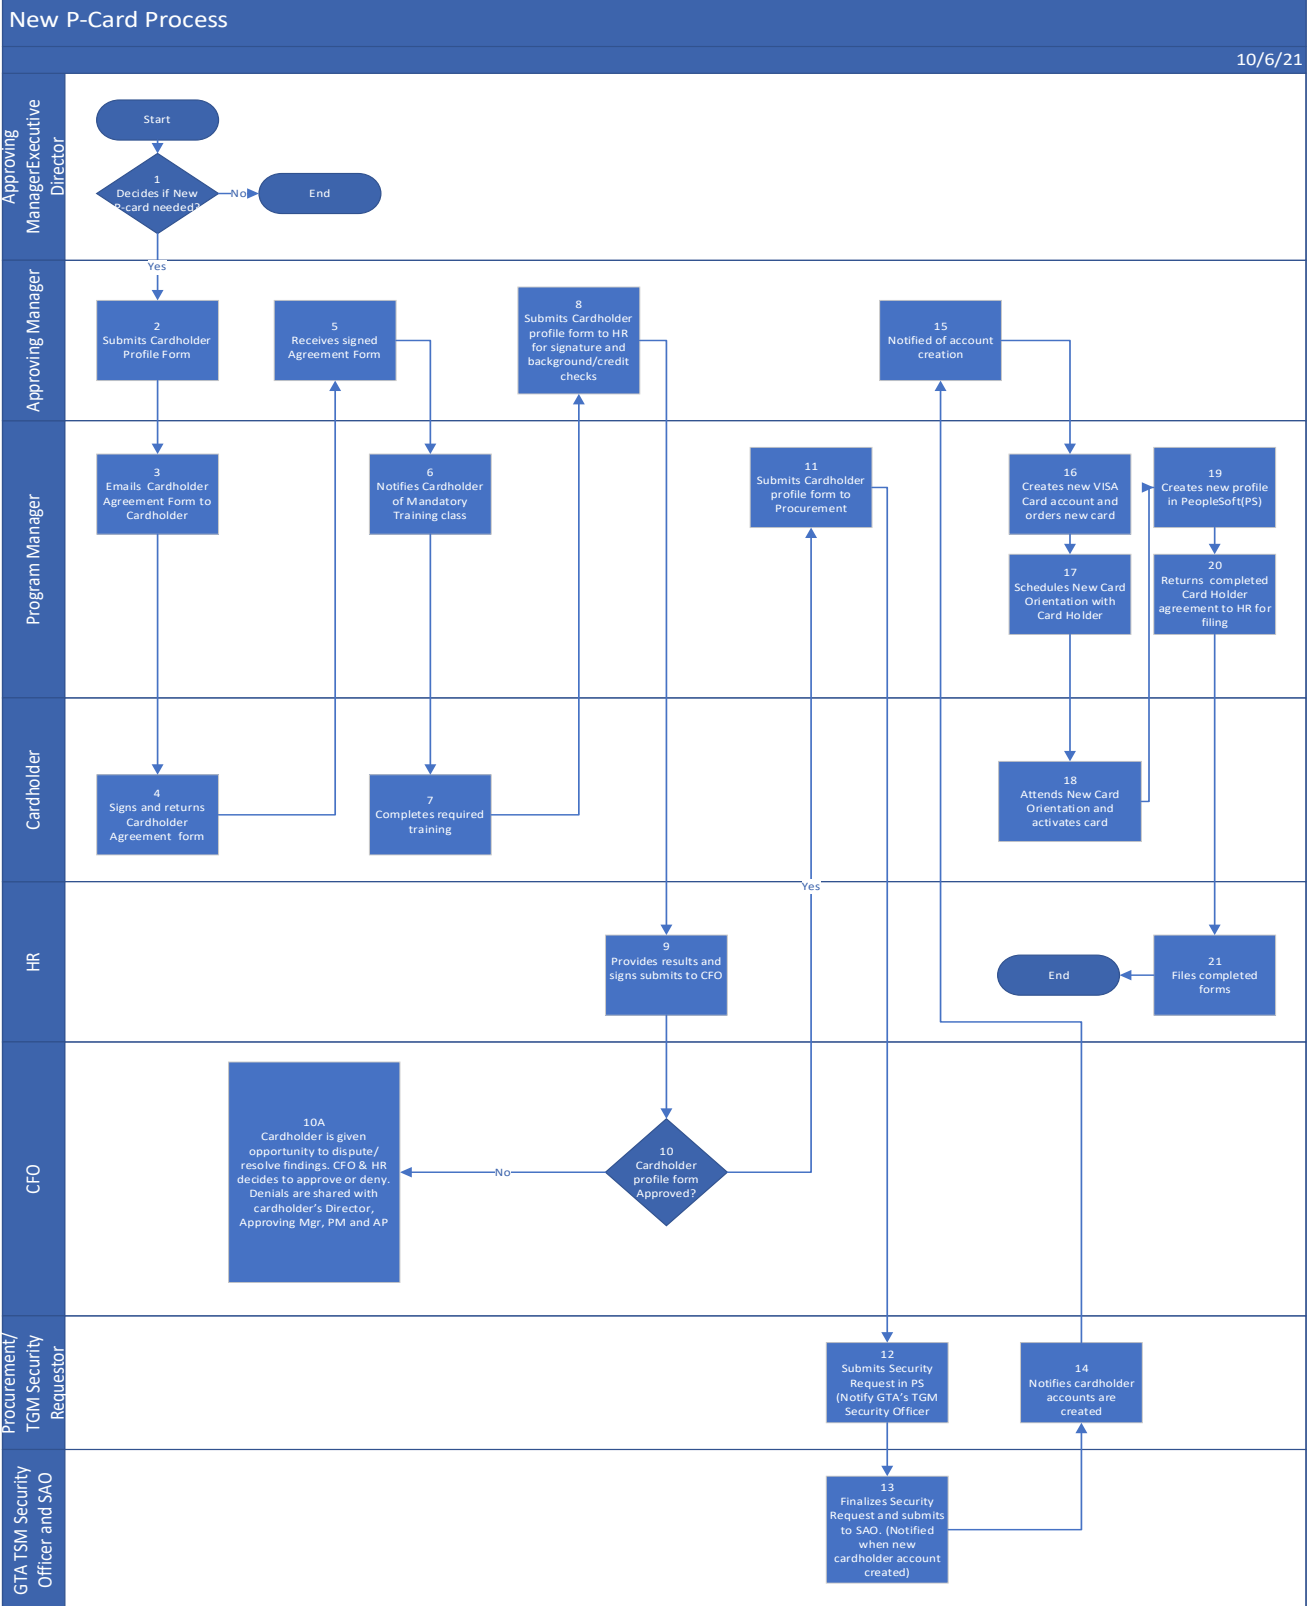 New P-Card Process
10/6/21
Approving
ManagerExecutive
Director
Start
1
Decides if New
P-card needed?
No
End
Yes
Approving Manager
2
Submits Cardholder
Profile Form
5
Receives signed
Agreement Form
8
Submits Cardholder
profile form to HR
for signature and
background/credit
checks
15
Notified of account
creation
Program Manager
3
Emails Cardholder
Agreement Form to
Cardholder
6
Notifies Cardholder
of Mandatory
Training class
11
Submits Cardholder
profile form to
Procurement
16
Creates new VISA
Card account and
orders new card
19
Creates new profile
in PeopleSoft(PS)
17
Schedules New Card
Orientation with
Card Holder
20
Returns completed
Card Holder
agreement to HR for
filing
Cardholder
4
Signs and returns
Cardholder
Agreement form
7
Completes required
training
18
Attends New Card
Orientation and
activates card
Yes
HR
9
Provides results and
signs submits to CFO
End
21
Files completed
forms
CFO
10A
Cardholder is given
opportunity to dispute/
resolve findings. CFO & HR
decides to approve or deny.
Denials are shared with
cardholder's Director,
Approving Mgr, PM and AP
No
10
Cardholder
profile form
Approved?
Procurement/
TGM Security
Requestor
12
Submits Security
Request in PS
(Notify GTA's TGM
Security Officer
14
Notifies cardholder
accounts are
created
GTA TSM Security
Officer and SAO
13
Finalizes Security
Request and submits
to SAO. (Notified
when new
cardholder account
created)